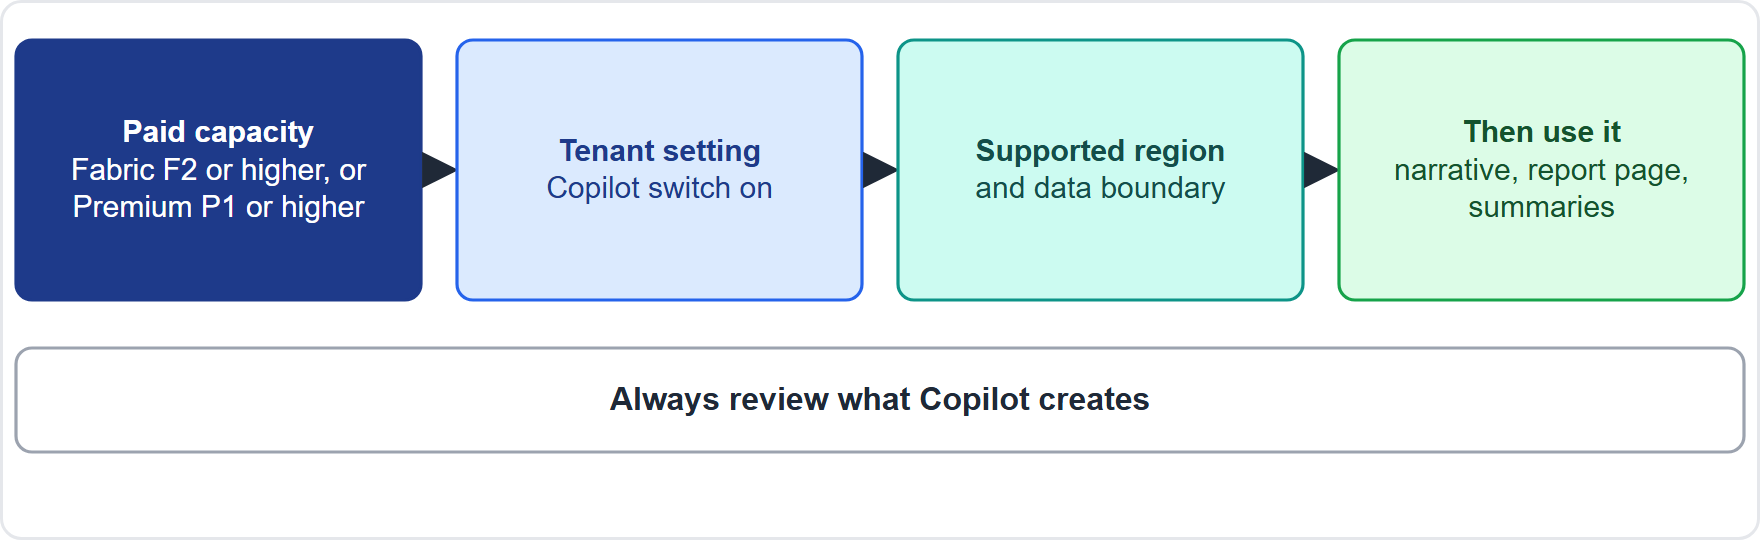 Paid capacity
Fabric F2 or higher, or
Premium P1 or higher
Tenant setting
Copilot switch on
Supported region
and data boundary
Then use it
narrative, report page,
summaries
Always review what Copilot creates